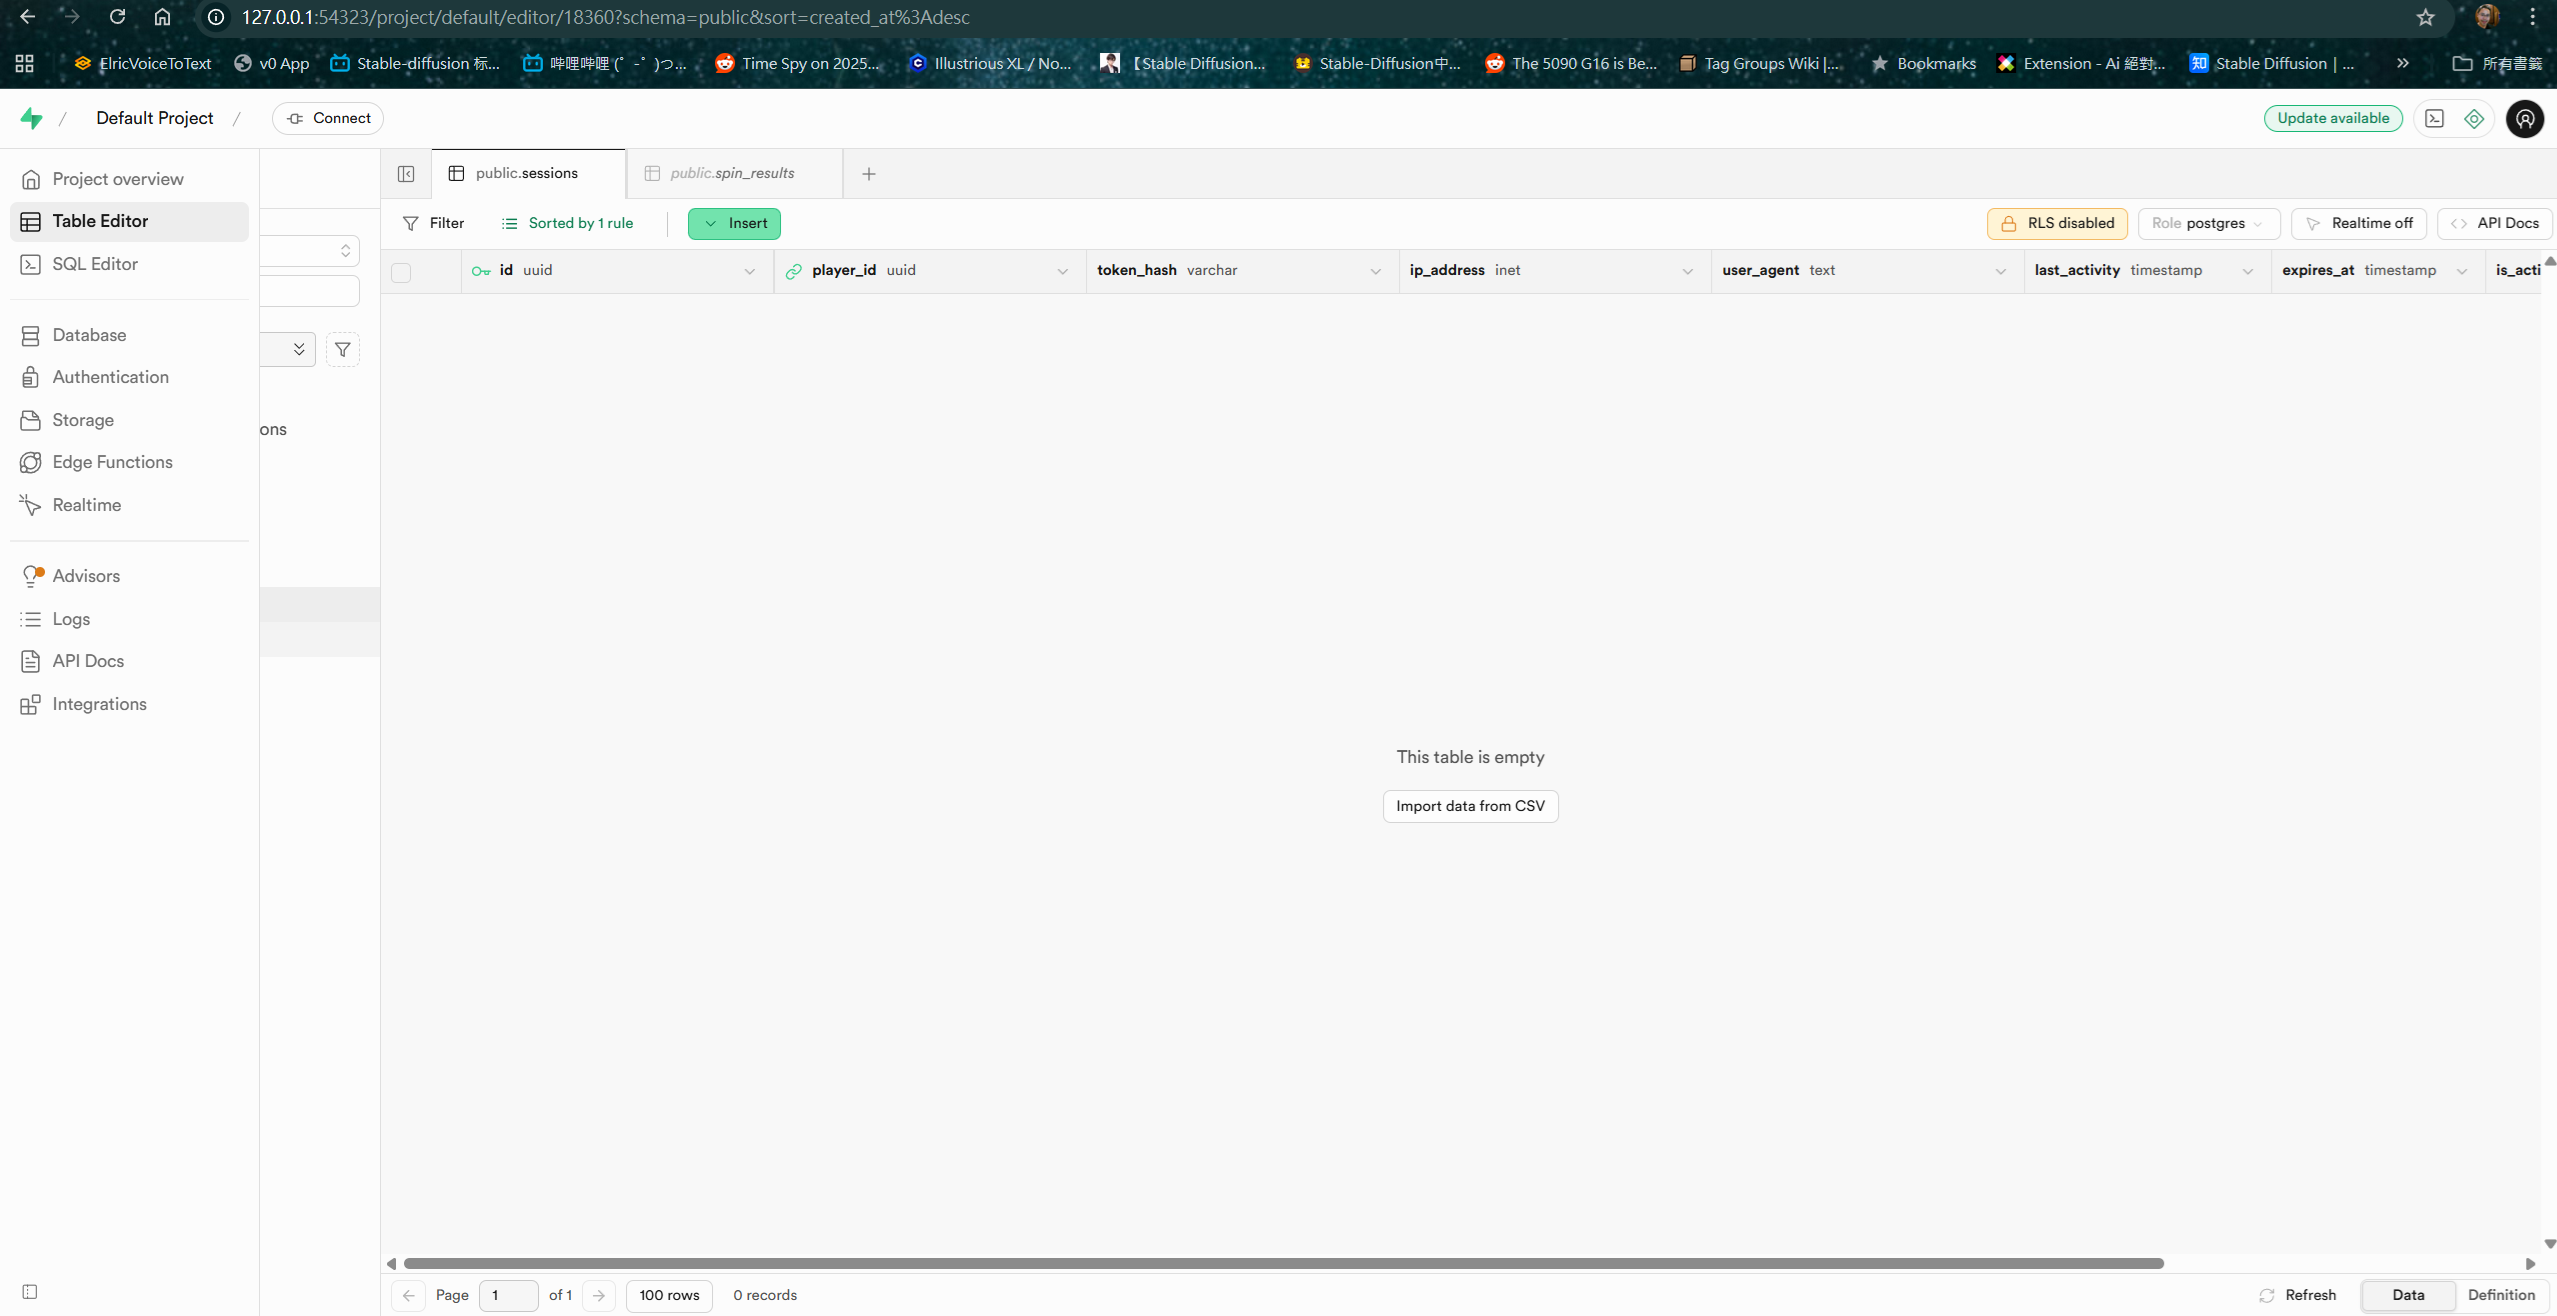 127.0.0.1:54323/project/default/editor/18360?schema=public&sort=created_at%3Adesc
ElricVoiceToText
v0 App
Stable-diffusion 标...
哔哩哔哩 (゜-゜)つ...
Time Spy on 2025...
Illustrious XL / No...
【Stable Diffusion...
Stable-Diffusion中...
The 5090 G16 is Be...
Tag Groups Wiki |...
Bookmarks
Extension - Ai 絕對...
知 Stable Diffusion | ...
所有書籤
/ Default Project / Connect
Update available
Project overview
Table Editor
SQL Editor
Database
Authentication
Storage
Edge Functions
Realtime
Advisors
Logs
API Docs
Integrations
ons
public.sessions
public.spin_results
Filter
Sorted by 1 rule
Insert
RLS disabled
Role postgres
Realtime off
API Docs
id uuid
player_id uuid
token_hash varchar
ip_address inet
user_agent text
last_activity timestamp
expires_at timestamp
is_acti
This table is empty
Import data from CSV
Page 1 of 1
100 rows
0 records
Refresh
Data
Definition